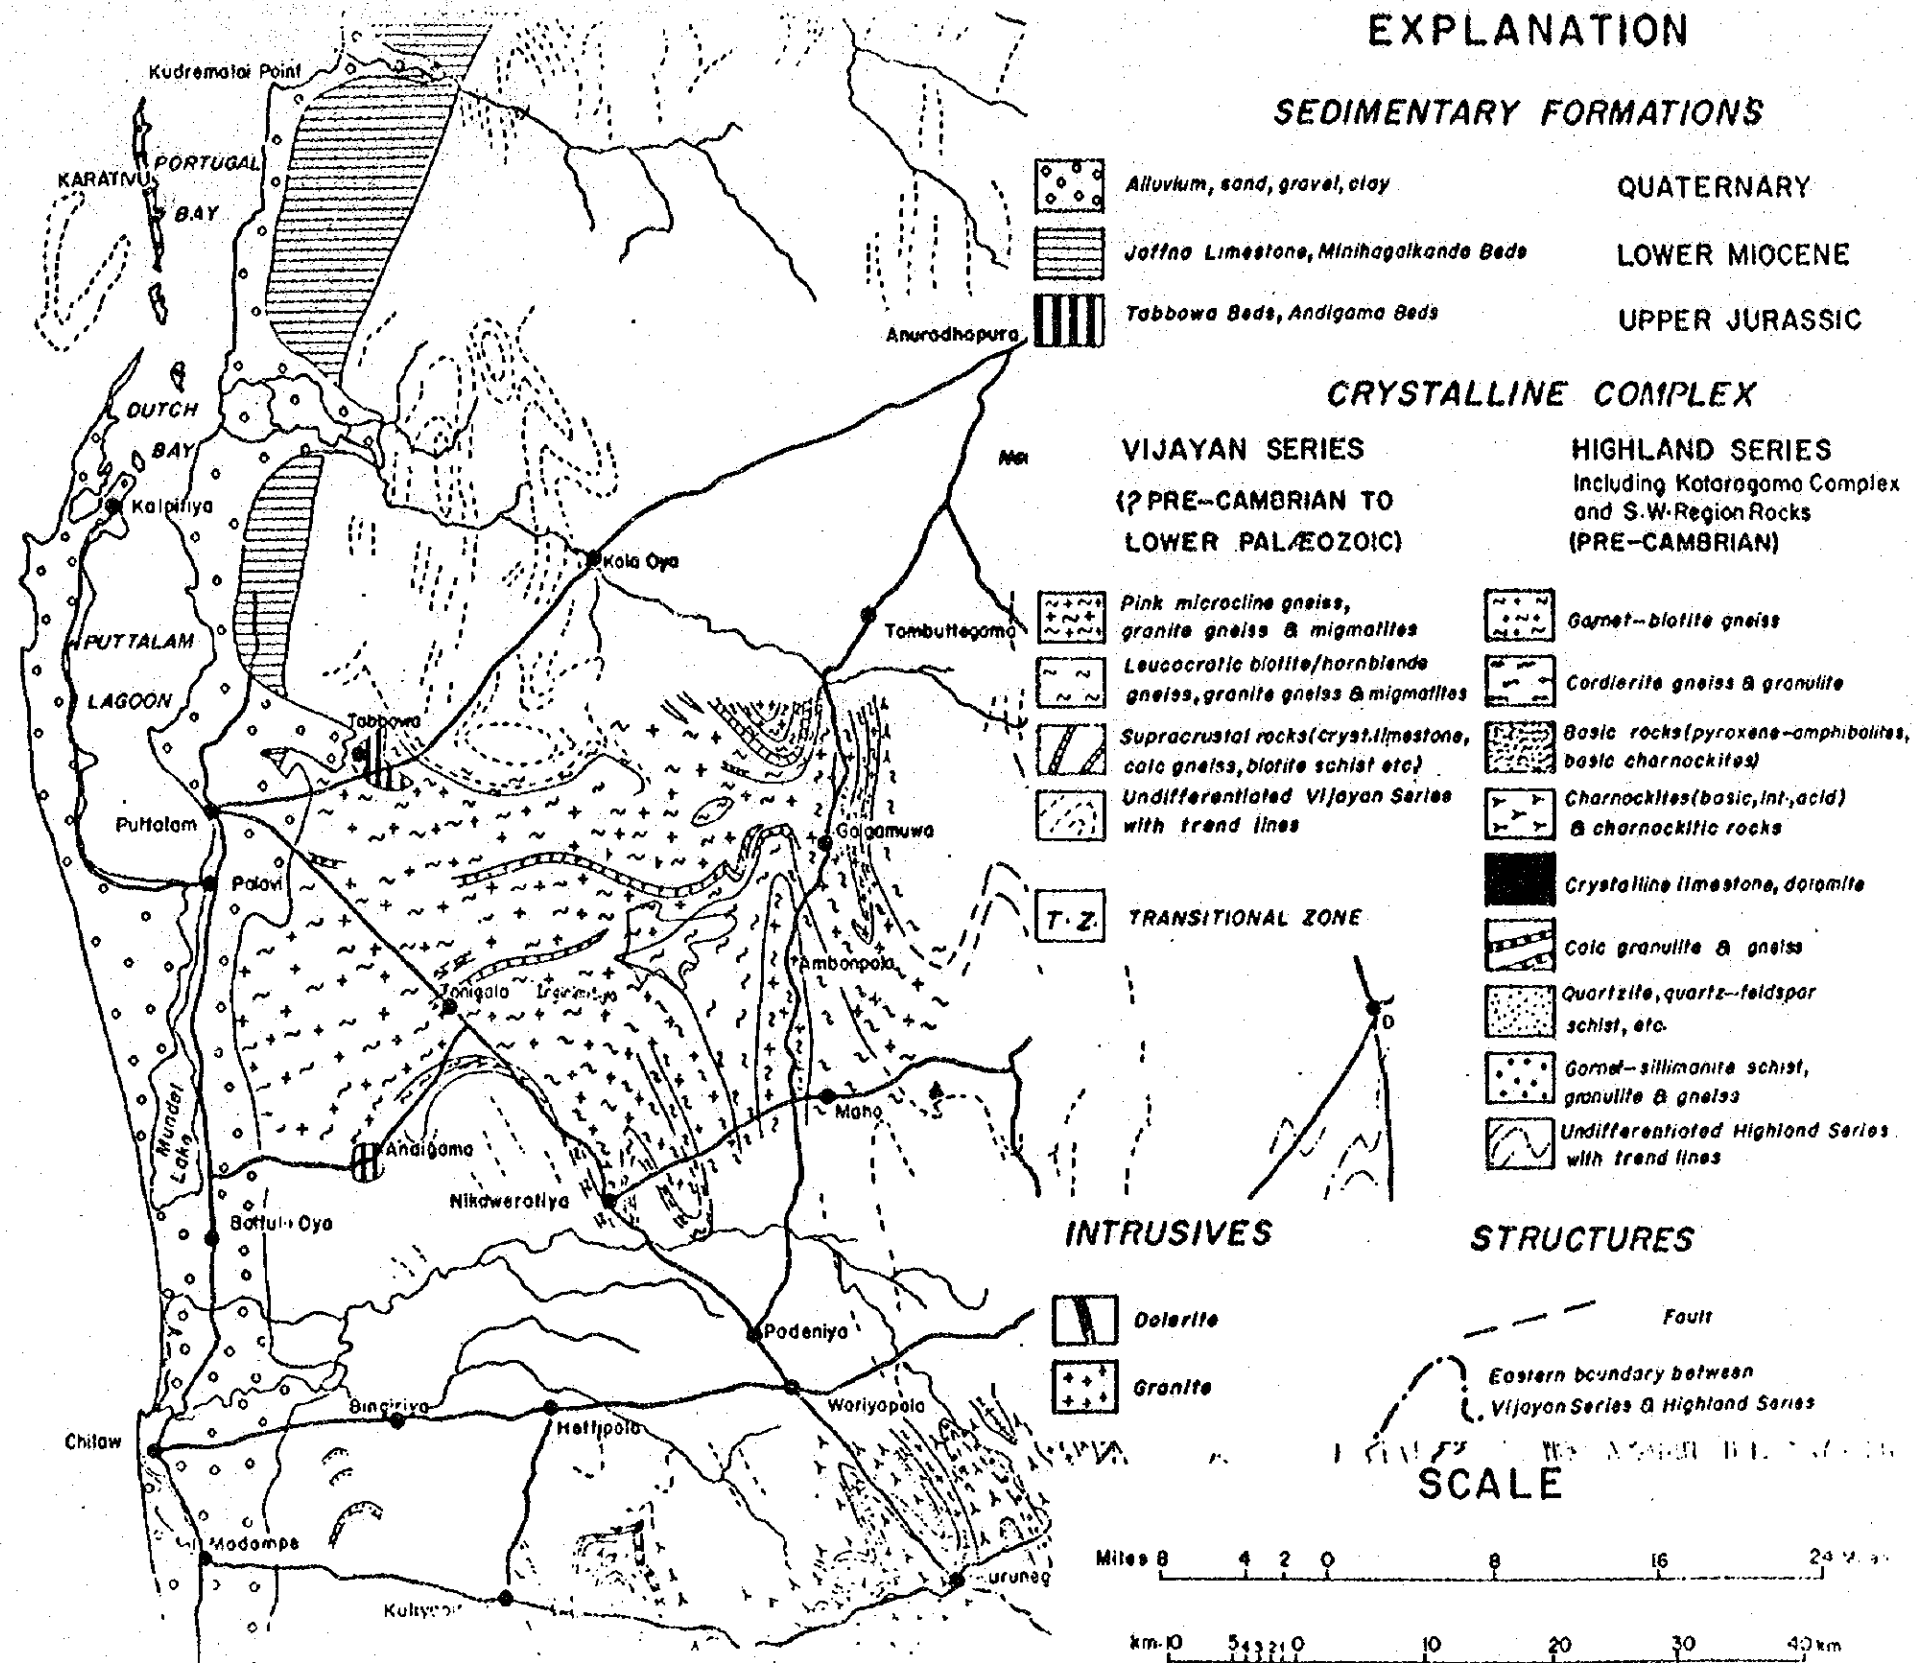 EXPLANATION
SEDIMENTARY FORMATIONS
Alluvium, sand, gravel, clay QUATERNARY
Jaffna Limestone, Minihagalkanda Beds LOWER MIOCENE
Tabbowa Beds, Andigama Beds UPPER JURASSIC
CRYSTALLINE COMPLEX
VIJAYAN SERIES
(? PRE-CAMBRIAN TO
LOWER PALÆOZOIC)
HIGHLAND SERIES
Including Kataragama Complex
and S.W. Region Rocks
(PRE-CAMBRIAN)
Pink microcline gneiss,
granite gneiss & migmatites
Leucocratic biotite/hornblende
gneiss, granite gneiss & migmatites
Supracrustal rocks (cryst. limestone,
calc gneiss, biotite schist etc)
Undifferentiated Vijayan Series
with trend lines
T. Z. TRANSITIONAL ZONE
Garnet-biotite gneiss
Cordierite gneiss & granulite
Basic rocks (pyroxene-amphibolites,
basic charnockites)
Charnockites (basic, int., acid)
& charnockitic rocks
Crystalline limestone, dolomite
Calc granulite & gneiss
Quartzite, quartz-feldspar
schist, etc.
Garnet-sillimanite schist,
granulite & gneiss
Undifferentiated Highland Series
with trend lines
INTRUSIVES
Dolerite
Granite
STRUCTURES
Fault
Eastern boundary between
Vijayan Series & Highland Series
SCALE
Miles 8 4 2 0 8 16 24
km. 10 5 4 3 2 1 0 10 20 30 40 km
Kudremalai Point
PORTUGAL
KARATIVU
BAY
Anuradhapura
DUTCH
BAY
Kalpitiya
Kala Oya
Tambuttegama
PUTTALAM
LAGOON
Tabbowa
Puttalam
Galgamuwa
Palavi
Ambonpola
Tonigala
Maho
Mundal
Lake
Andigama
Nikaweratiya
Battulu Oya
Padeniya
Bingiriya
Wariyapola
Hettipola
Chilaw
Madampe